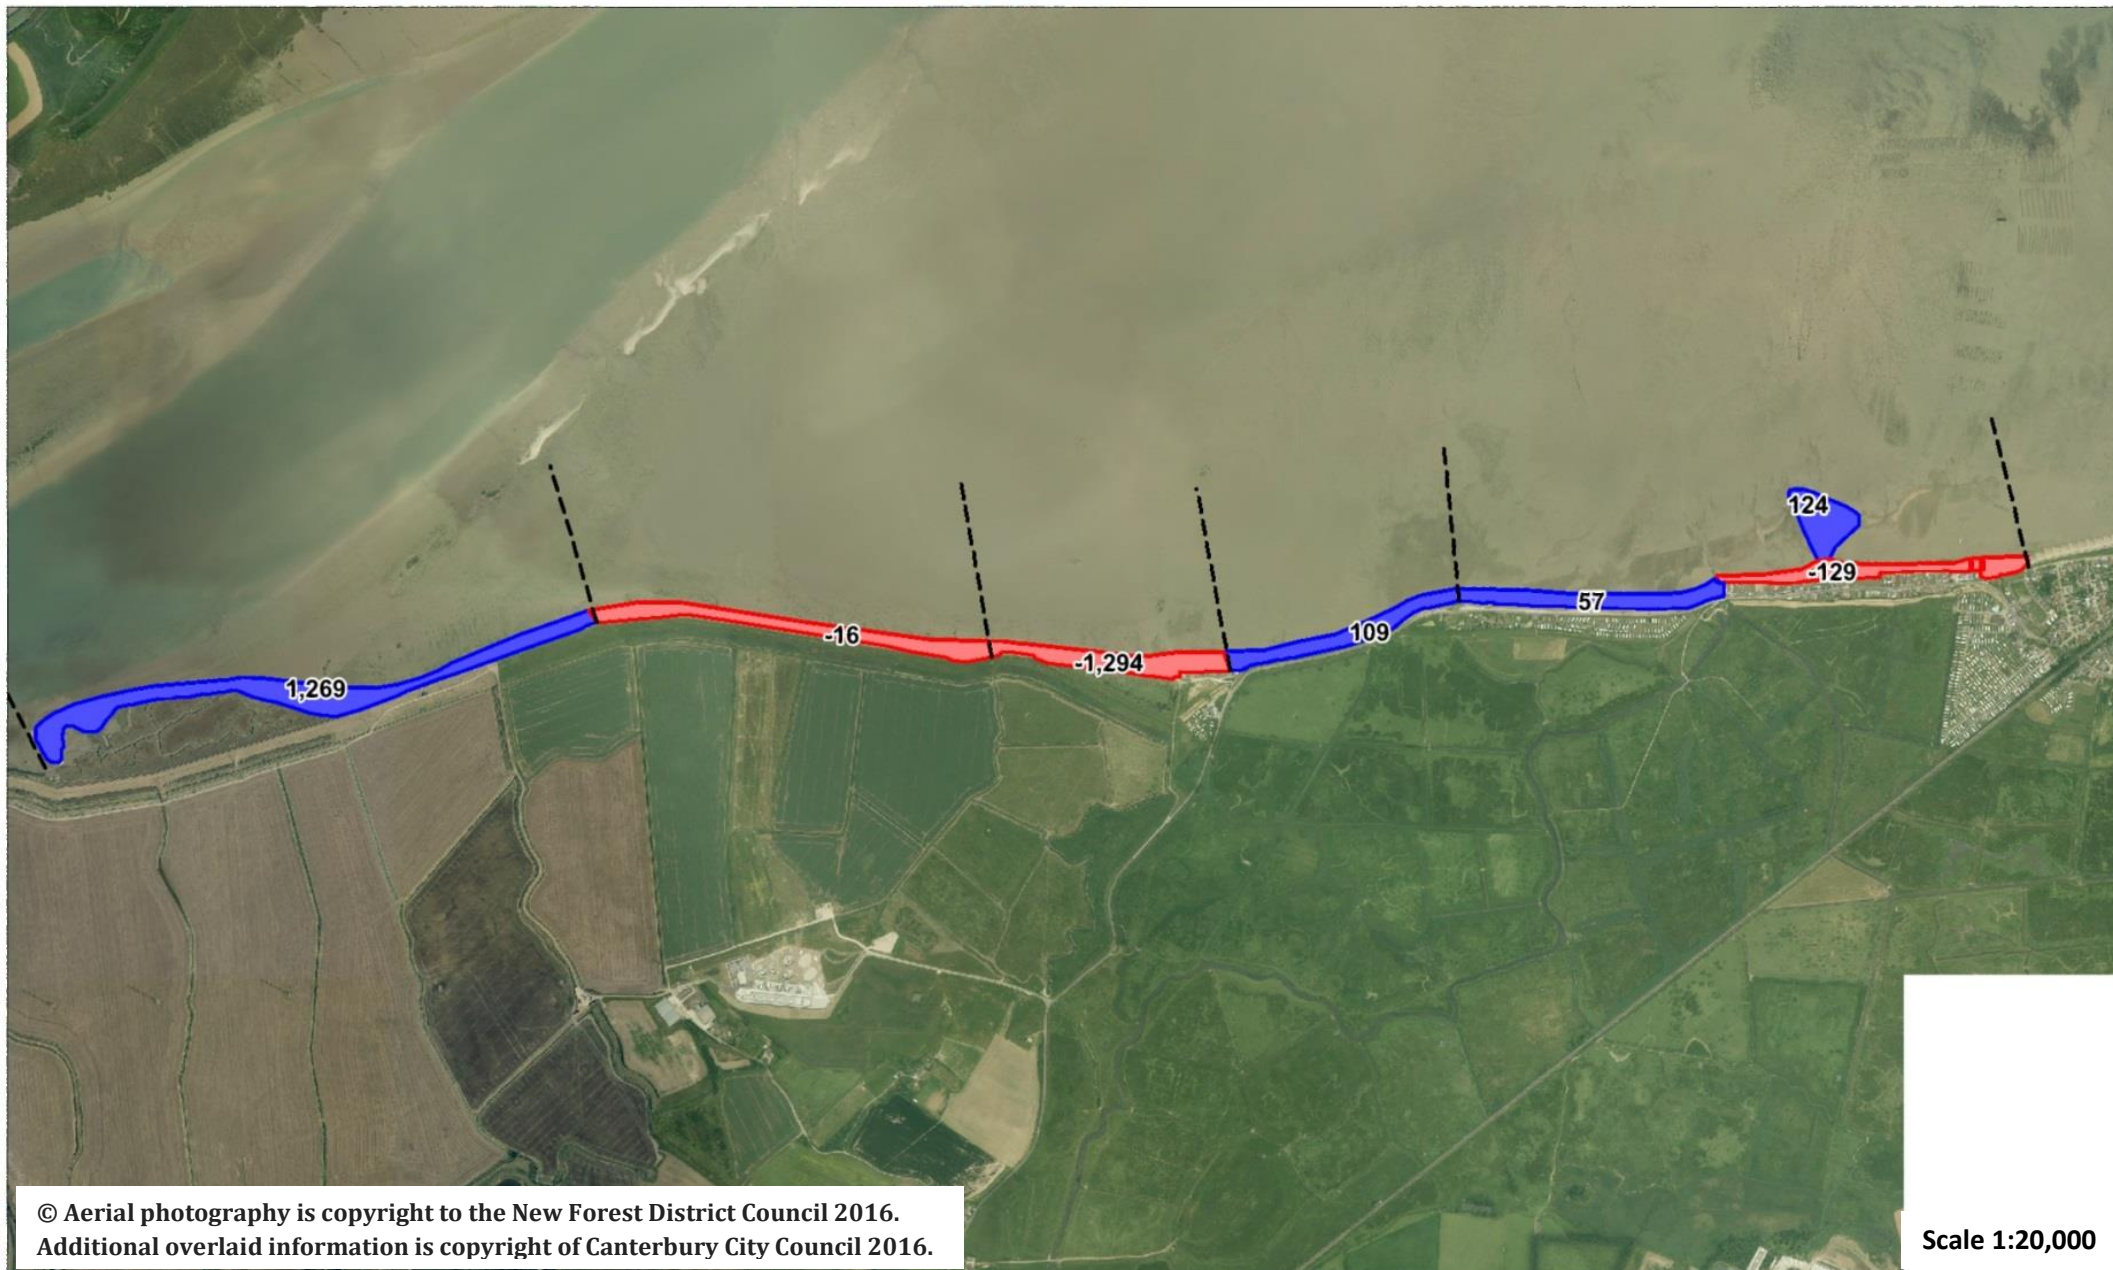 124
-129
57
109
-16
-1,294
1,269
© Aerial photography is copyright to the New Forest District Council 2016.
Additional overlaid information is copyright of Canterbury City Council 2016.
Scale 1:20,000